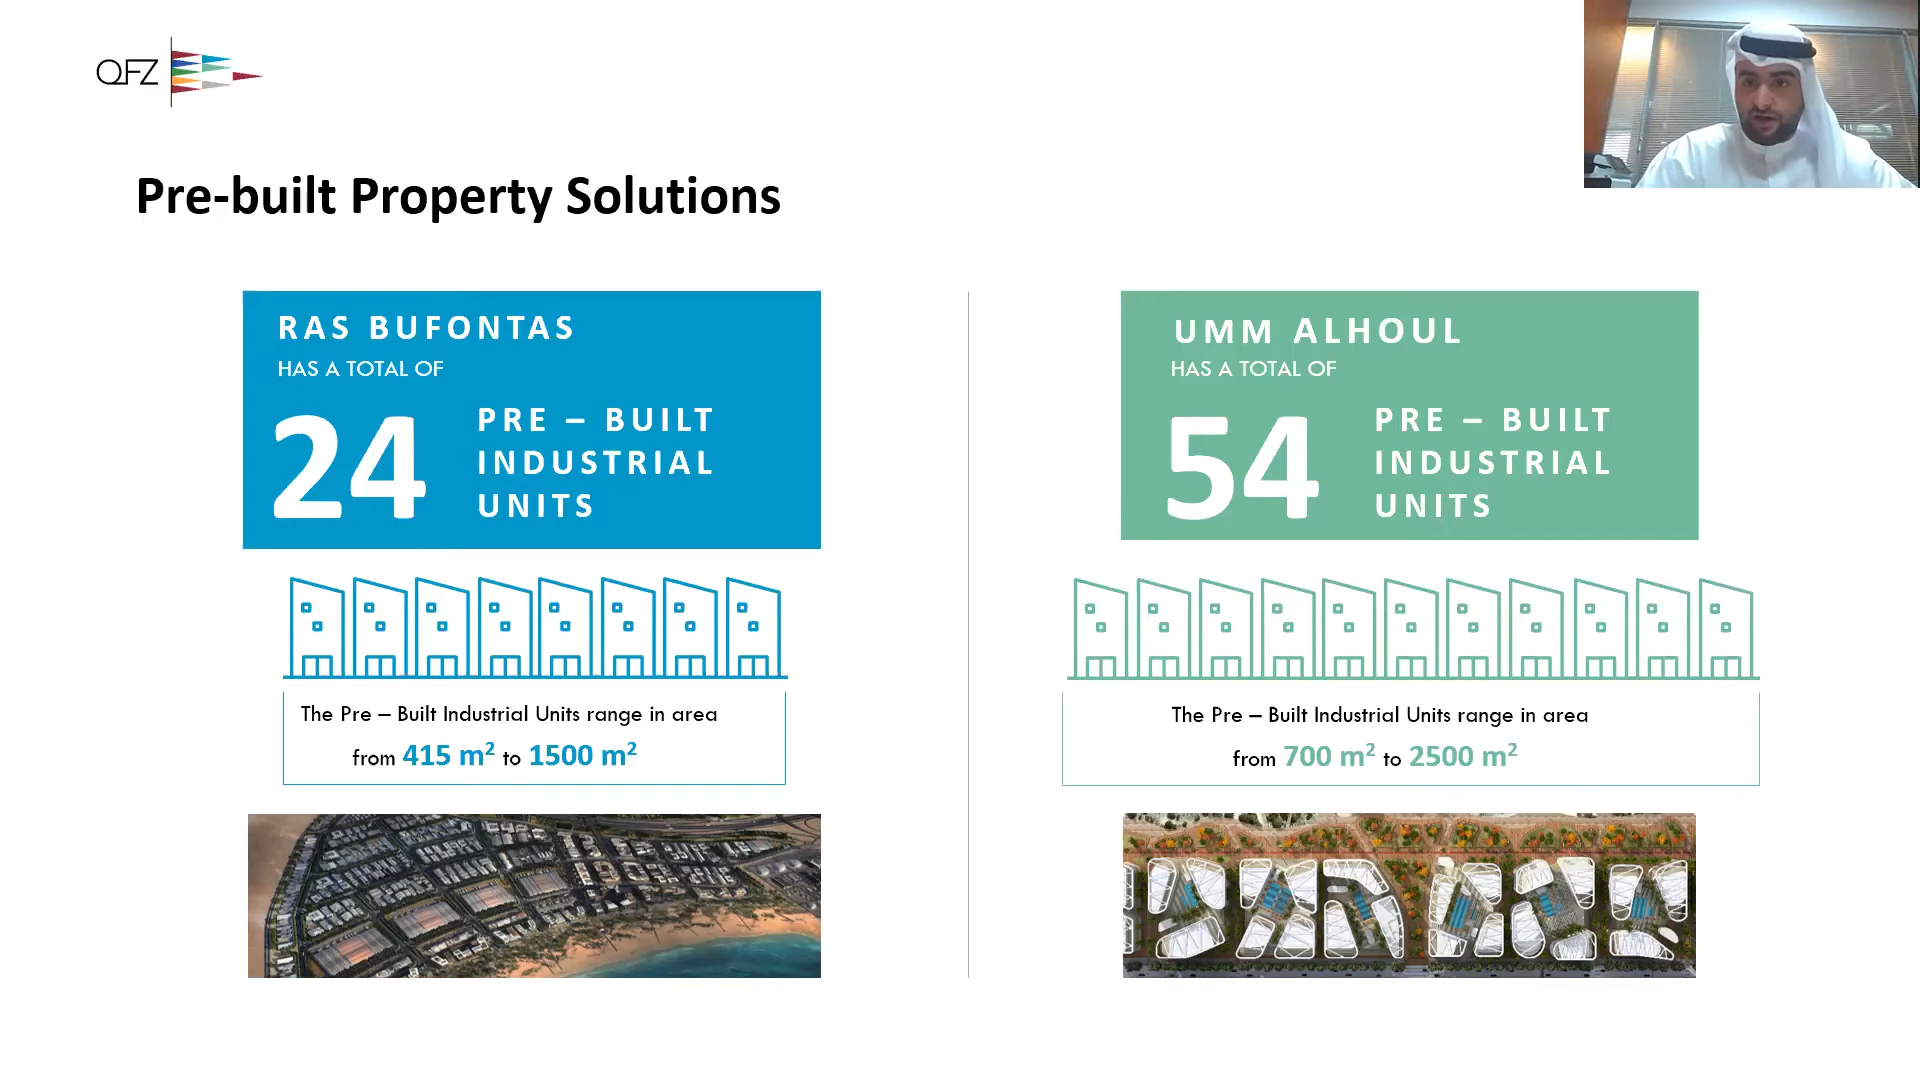 QFZ
Pre-built Property Solutions
RAS BUFONTAS
HAS A TOTAL OF
24
PRE – BUILT
INDUSTRIAL
UNITS
The Pre – Built Industrial Units range in area
from 415 m² to 1500 m²
UMM ALHOUL
HAS A TOTAL OF
54
PRE – BUILT
INDUSTRIAL
UNITS
The Pre – Built Industrial Units range in area
from 700 m² to 2500 m²